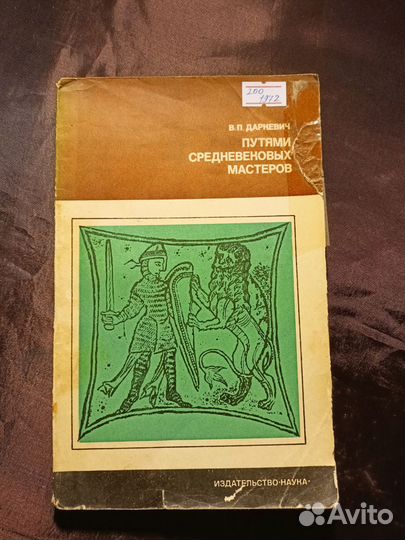 200
1972
В.П. ДАРКЕВИЧ
ПУТЯМИ
СРЕДНЕВЕКОВЫХ
МАСТЕРОВ
ИЗДАТЕЛЬСТВО·НАУКА·
Avito